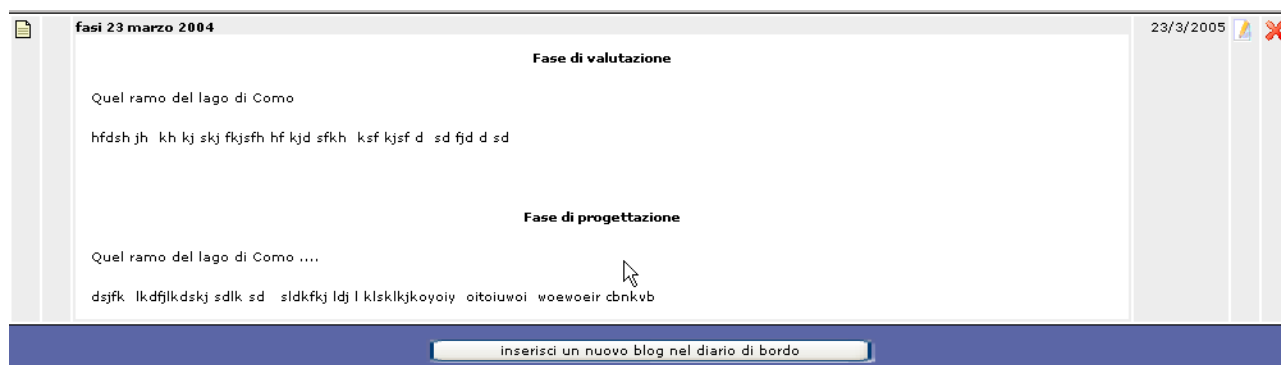 fasi 23 marzo 2004 23/3/2005
Fase di valutazione
Quel ramo del lago di Como
hfdsh jh kh kj skj fkjsfh hf kjd sfkh ksf kjsf d sd fjd d sd
Fase di progettazione
Quel ramo del lago di Como ....
dsjfk lkdfjlkdskj sdlk sd sldkfkj ldj l klsklkjkoyoiy oitoiuwoi woewoeir cbnkvb
inserisci un nuovo blog nel diario di bordo